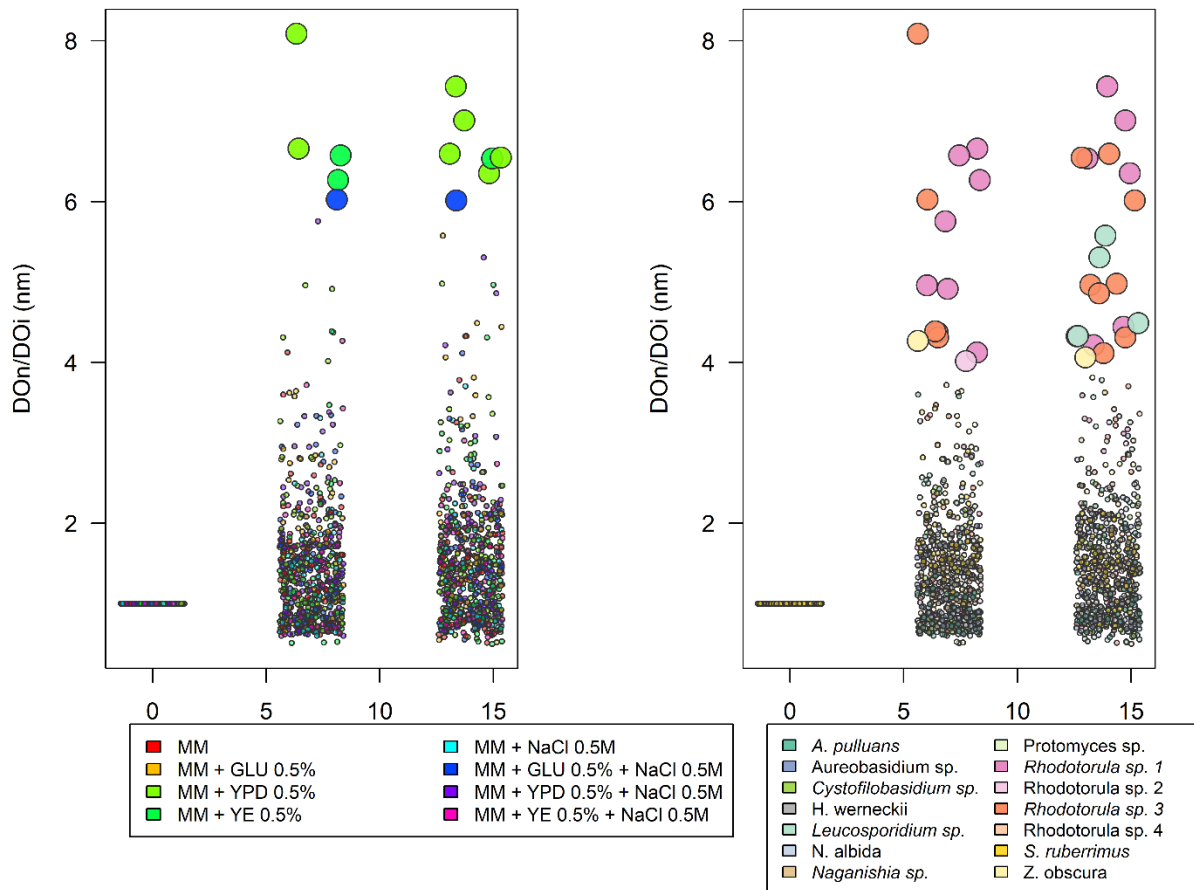 8
6
4
2
DOn/DOi (nm)
0 5 10 15
MM
MM + GLU 0.5%
MM + YPD 0.5%
MM + YE 0.5%
MM + NaCl 0.5M
MM + GLU 0.5% + NaCl 0.5M
MM + YPD 0.5% + NaCl 0.5M
MM + YE 0.5% + NaCl 0.5M
8
6
4
2
DOn/DOi (nm)
0 5 10 15
A. pulluans
Aureobasidium sp.
Cystofilobasidium sp.
H. werneckii
Leucosporidium sp.
N. albida
Naganishia sp.
Protomyces sp.
Rhodotorula sp. 1
Rhodotorula sp. 2
Rhodotorula sp. 3
Rhodotorula sp. 4
S. ruberrimus
Z. obscura